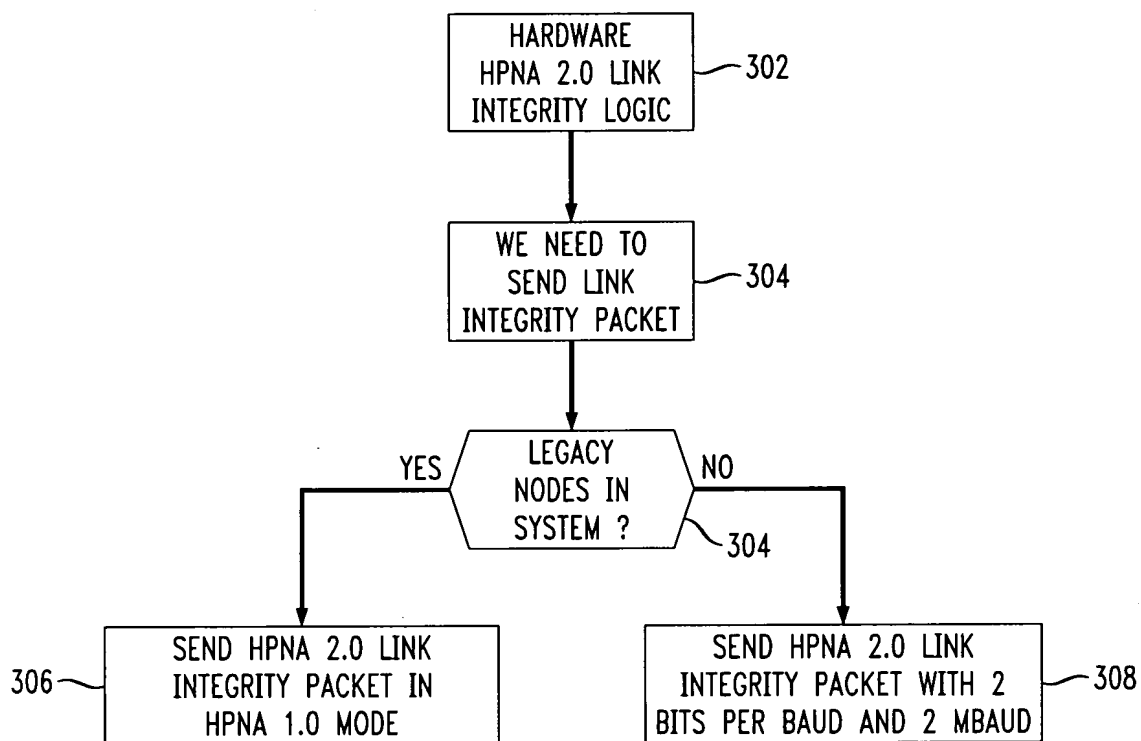 HARDWARE
HPNA 2.0 LINK
INTEGRITY LOGIC
302
WE NEED TO
SEND LINK
INTEGRITY PACKET
304
YES
LEGACY
NODES IN
SYSTEM ?
NO
304
306
SEND HPNA 2.0 LINK
INTEGRITY PACKET IN
HPNA 1.0 MODE
SEND HPNA 2.0 LINK
INTEGRITY PACKET WITH 2
BITS PER BAUD AND 2 MBAUD
308